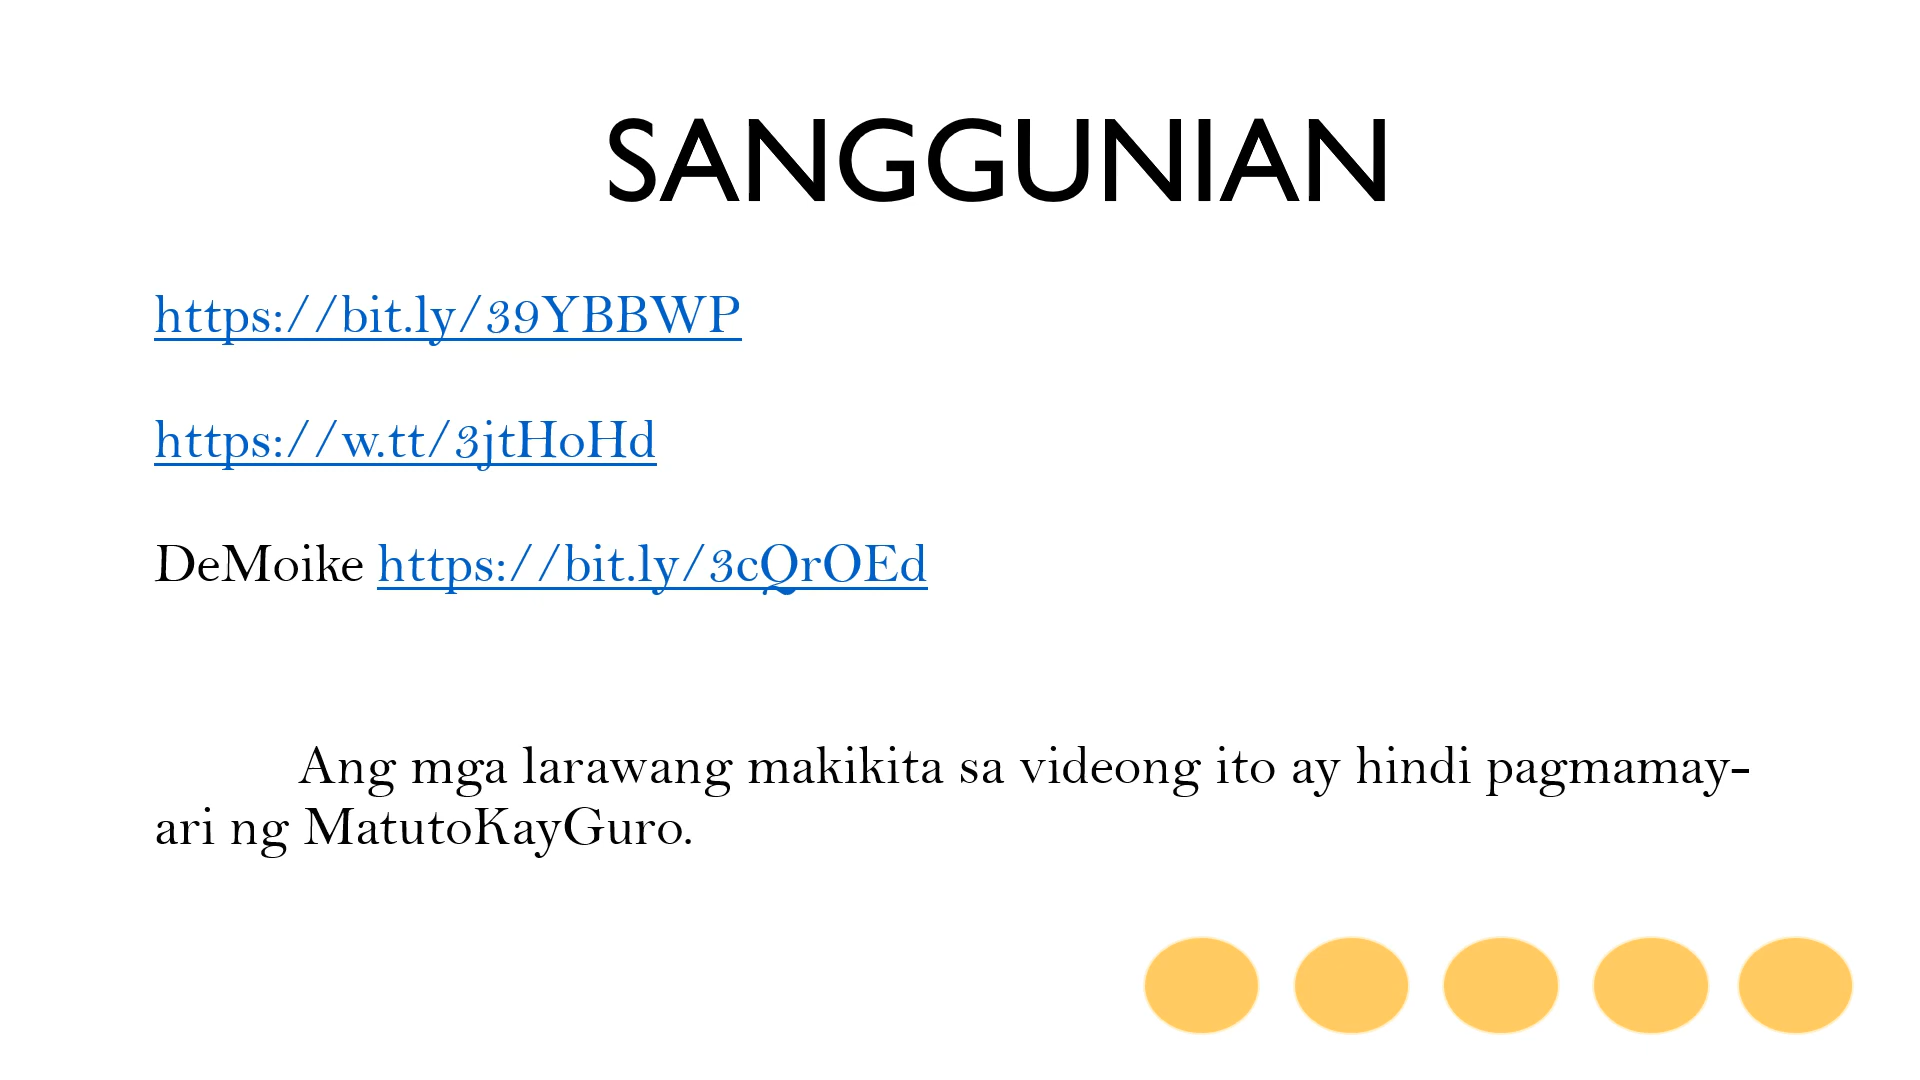 SANGGUNIAN
https://bit.ly/39YBBWP
https://w.tt/3jtHoHd
DeMoike https://bit.ly/3cQrOEd
Ang mga larawang makikita sa videong ito ay hindi pagmamay-
ari ng MatutoKayGuro.